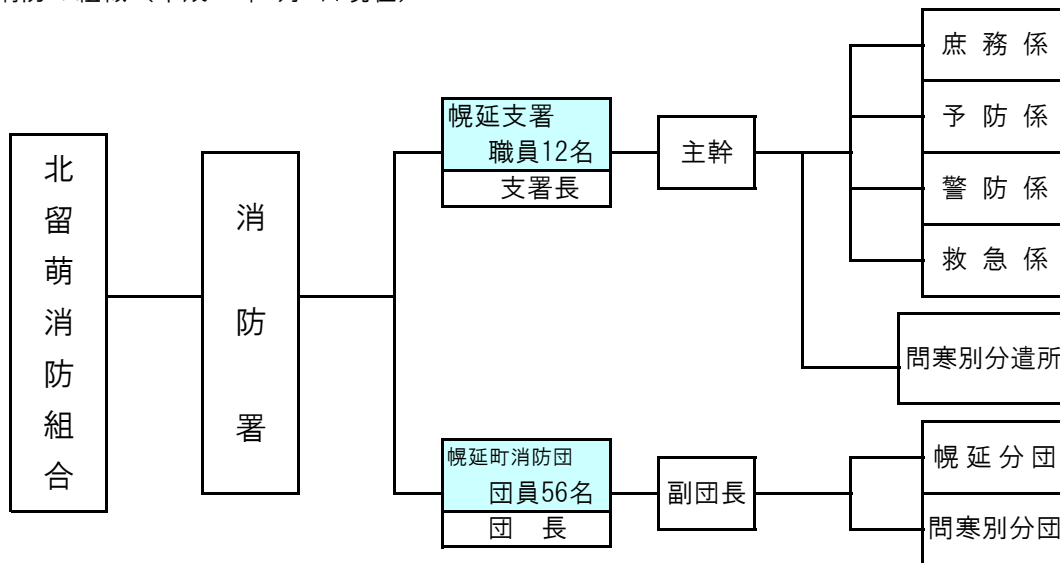 北留萌消防組合
消防署
幌延支署
職員12名
支署長
主幹
庶務係
予防係
警防係
救急係
問寒別分遣所
幌延町消防団
団員56名
団 長
副団長
幌延分団
問寒別分団